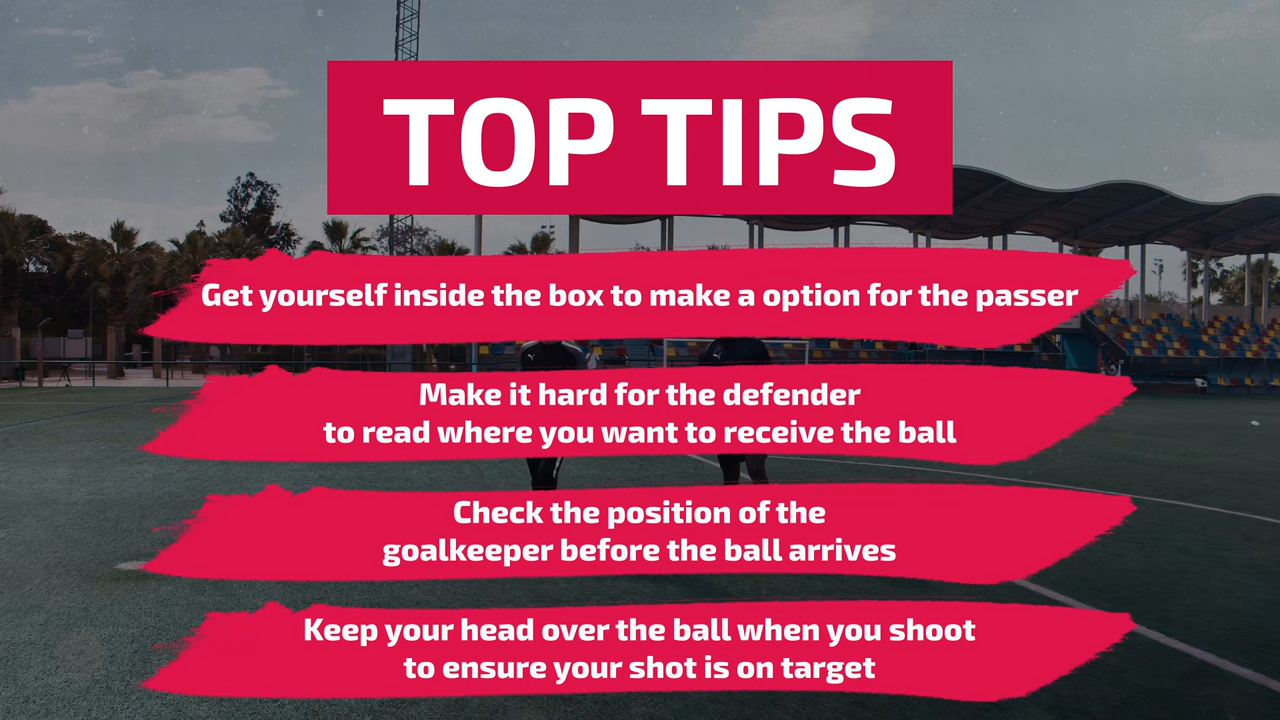 TOP TIPS
Get yourself inside the box to make a option for the passer
Make it hard for the defender
to read where you want to receive the ball
Check the position of the
goalkeeper before the ball arrives
Keep your head over the ball when you shoot
to ensure your shot is on target